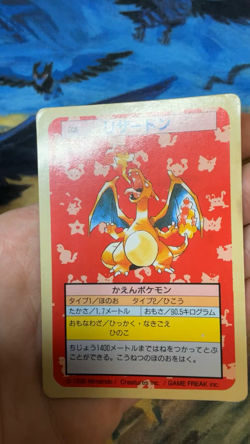 リザードン
かえんポケモン
タイプ1/ほのお タイプ2/ひこう
たかさ/1.7メートル おもさ/90.5キログラム
おもなわざ/ひっかく・なきごえ
ひのこ
ちじょう1400メートルまではねをつかってとぶ
ことができる。こうねつのほのおをはく。
© 1995 Nintendo / Creatures inc. / GAME FREAK inc.